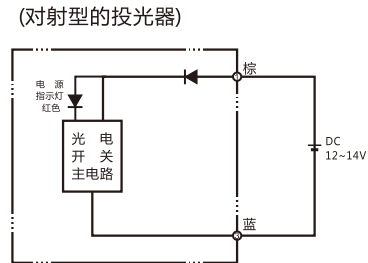 (对射型的投光器)
棕
电 源
指示灯
红色
光 电
开 关
主电路
DC
12~14V
蓝